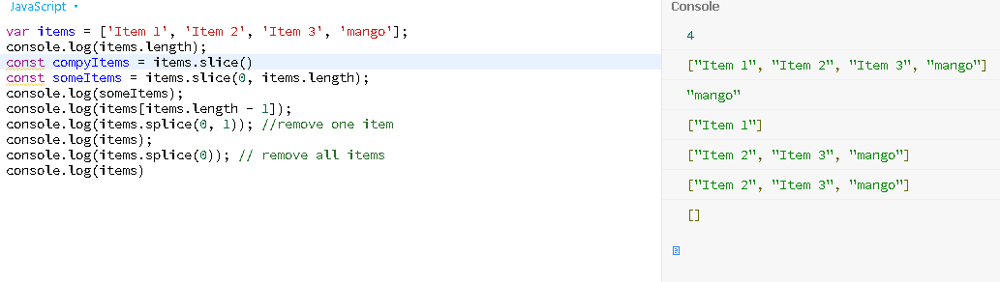 JavaScript
var items = ['Item 1', 'Item 2', 'Item 3', 'mango'];
console.log(items.length);
const compyItems = items.slice()
const someItems = items.slice(0, items.length);
console.log(someItems);
console.log(items[items.length - 1]);
console.log(items.splice(0, 1)); //remove one item
console.log(items);
console.log(items.splice(0)); // remove all items
console.log(items)
Console
4
["Item 1", "Item 2", "Item 3", "mango"]
"mango"
["Item 1"]
["Item 2", "Item 3", "mango"]
["Item 2", "Item 3", "mango"]
[]